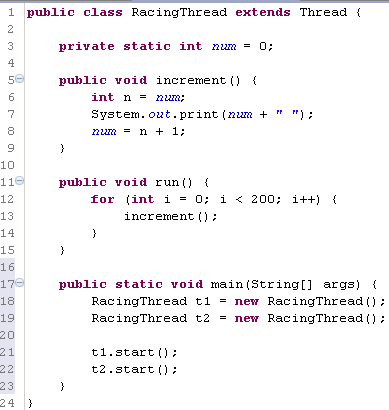 1 public class RacingThread extends Thread {
2
3     private static int num = 0;
4
5     public void increment() {
6         int n = num;
7         System.out.print(num + " ");
8         num = n + 1;
9     }
10
11     public void run() {
12         for (int i = 0; i < 200; i++) {
13             increment();
14         }
15     }
16
17     public static void main(String[] args) {
18         RacingThread t1 = new RacingThread();
19         RacingThread t2 = new RacingThread();
20
21         t1.start();
22         t2.start();
23     }
24 }